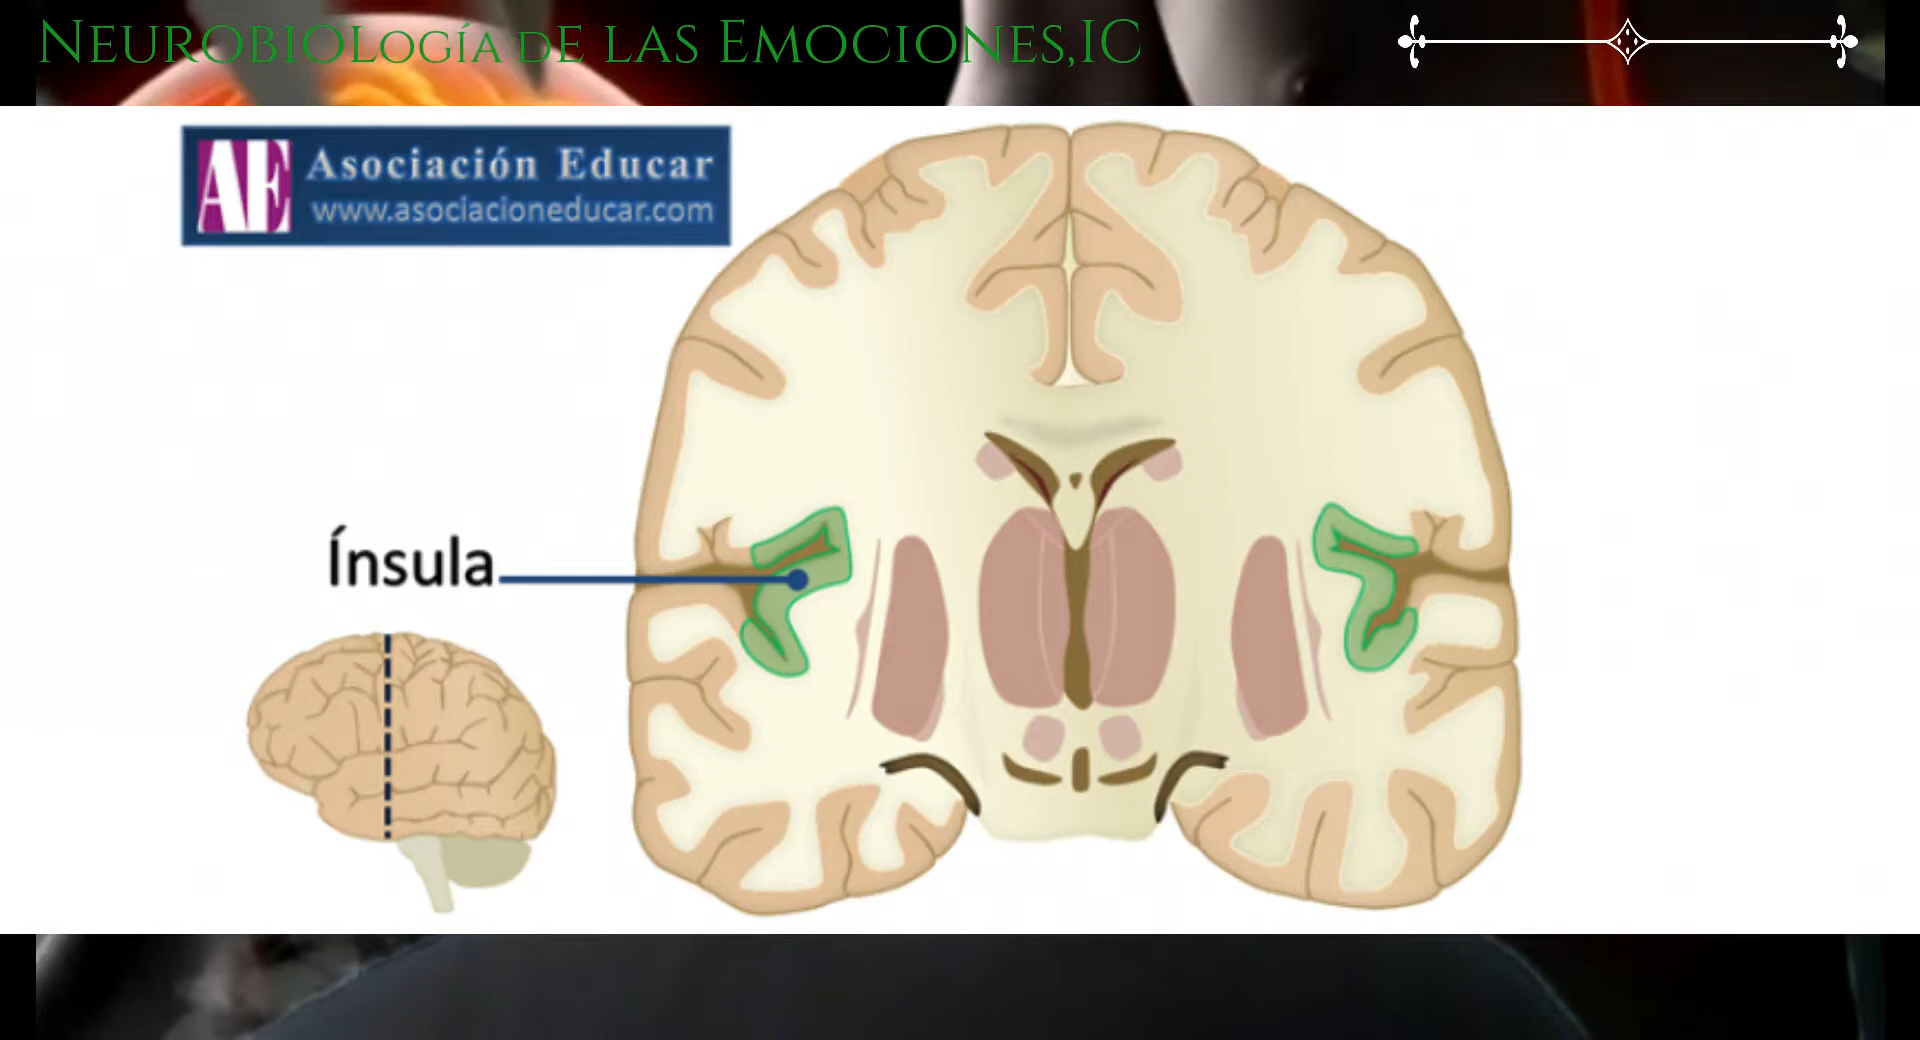 Neurobiología de las Emociones,IC
AE Asociación Educar
www.asociacioneducar.com
Ínsula